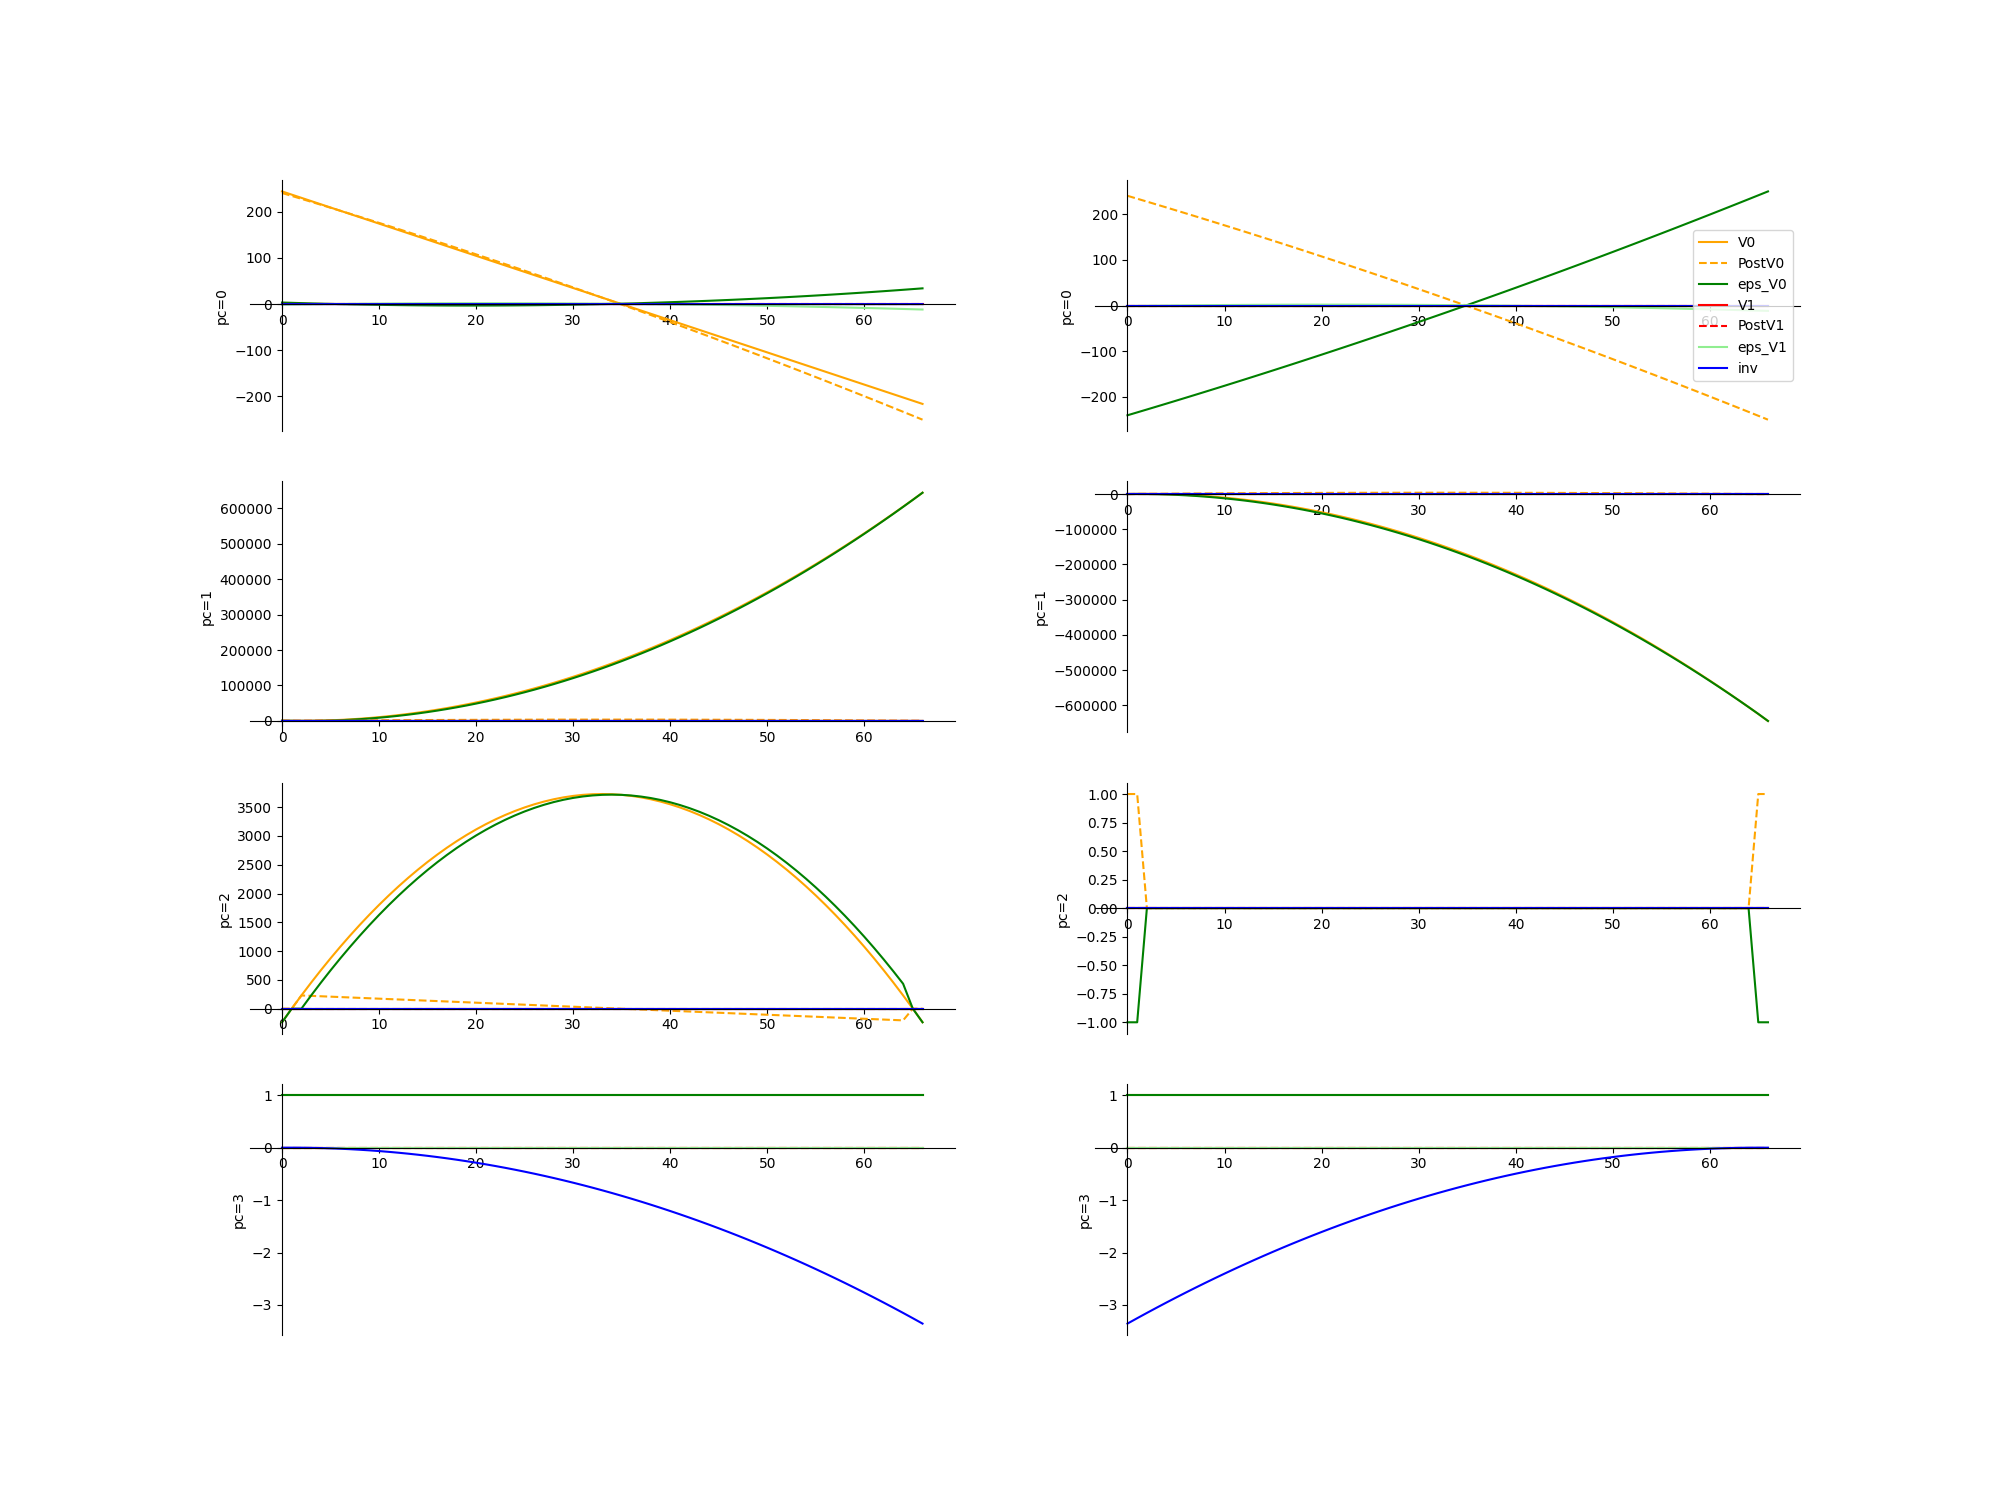 pc=0
200
100
0
−100
−200
0 10 20 30 40 50 60
pc=0
200
100
0
−100
−200
0 10 20 30 40 50 60
V0
PostV0
eps_V0
V1
PostV1
eps_V1
inv
pc=1
600000
500000
400000
300000
200000
100000
0
0 10 20 30 40 50 60
pc=1
0
−100000
−200000
−300000
−400000
−500000
−600000
0 10 20 30 40 50 60
pc=2
3500
3000
2500
2000
1500
1000
500
0
0 10 20 30 40 50 60
pc=2
1.00
0.75
0.50
0.25
0.00
−0.25
−0.50
−0.75
−1.00
0 10 20 30 40 50 60
pc=3
1
0
−1
−2
−3
0 10 20 30 40 50 60
pc=3
1
0
−1
−2
−3
0 10 20 30 40 50 60